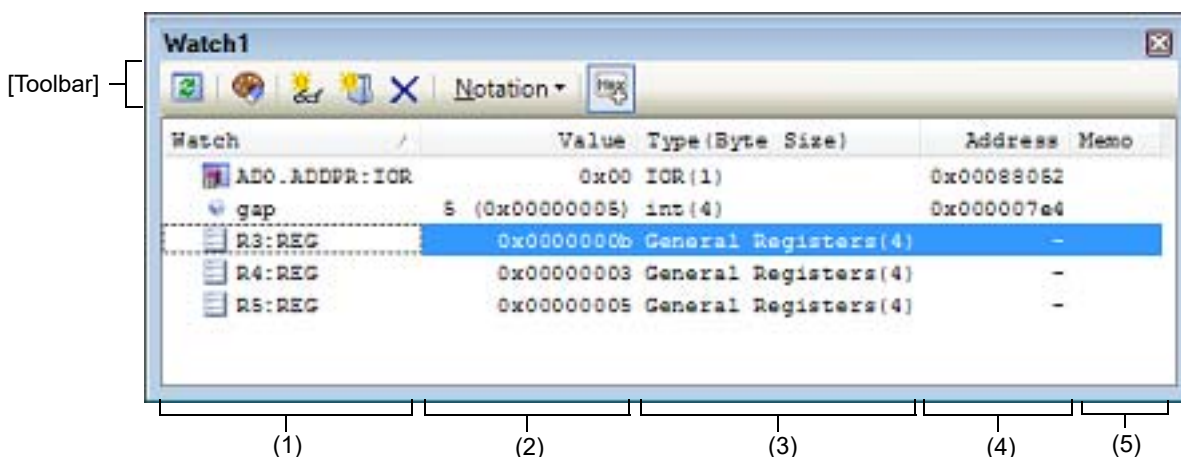 Watch1
[Toolbar]
Notation
Hex
Watch Value Type(Byte Size) Address Memo
AD0.ADDPR:IOR 0x00 IOR(1) 0x00088052
gap 5 (0x00000005) int(4) 0x000007e4
R3:REG 0x0000000b General Registers(4) -
R4:REG 0x00000003 General Registers(4) -
R5:REG 0x00000005 General Registers(4) -
(1) (2) (3) (4) (5)